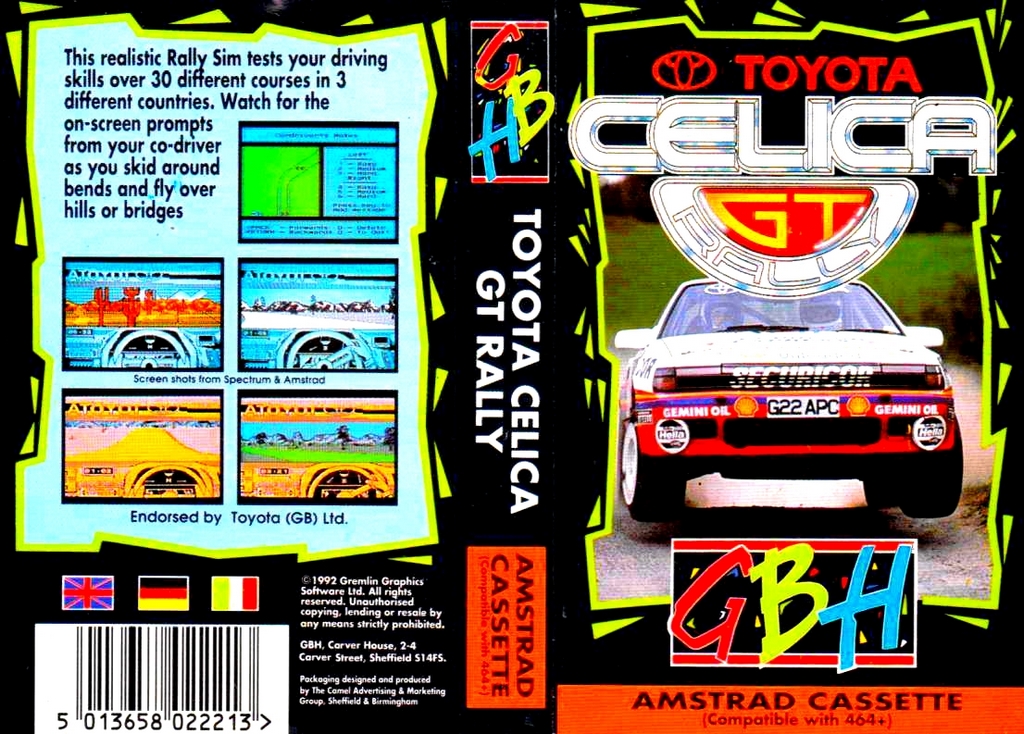 This realistic Rally Sim tests your driving
skills over 30 different courses in 3
different countries. Watch for the
on-screen prompts
from your co-driver
as you skid around
bends and fly over
hills or bridges
Screen shots from Spectrum & Amstrad
Endorsed by Toyota (GB) Ltd.
©1992 Gremlin Graphics
Software Ltd. All rights
reserved. Unauthorised
copying, lending or resale by
any means strictly prohibited.
GBH, Carver House, 2-4
Carver Street, Sheffield S14FS.
Packaging designed and produced
by The Camel Advertising & Marketing
Group, Sheffield & Birmingham
5 013658 022213 >
GBH
TOYOTA CELICA
GT RALLY
AMSTRAD
CASSETTE
(Compatible with 464+)
TOYOTA
CELICA
GT
RALLY
SECURICOR
GEMINI OIL
G22 APC
GEMINI OIL
Hella
Hella
GBH
AMSTRAD CASSETTE
(Compatible with 464+)